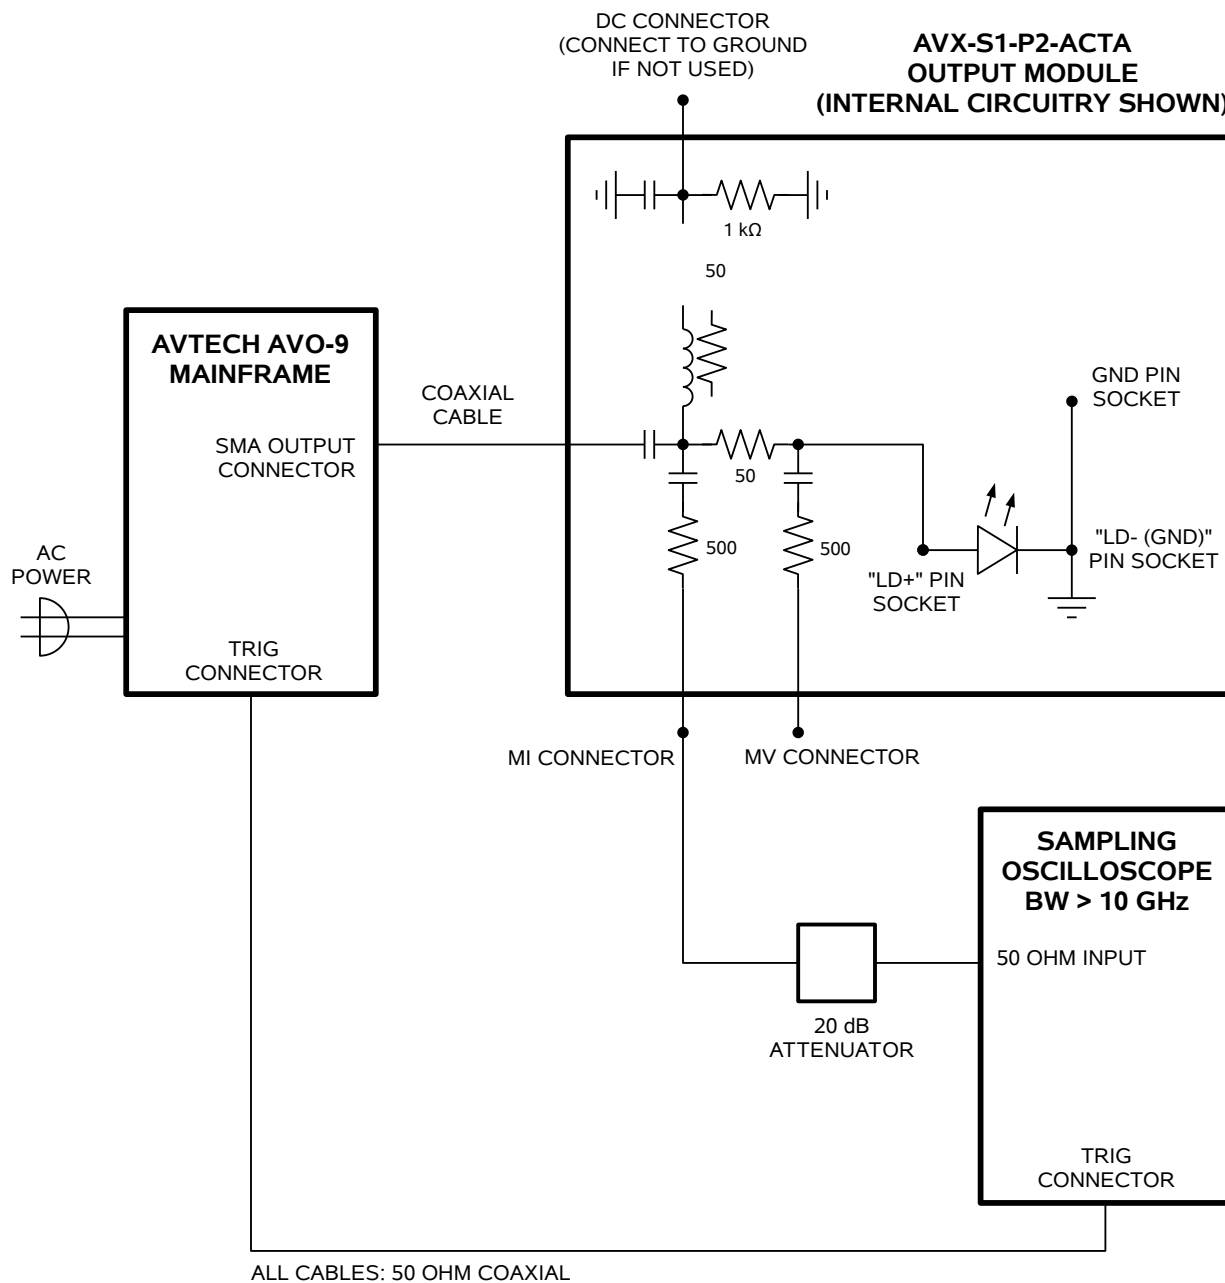 DC CONNECTOR
(CONNECT TO GROUND
IF NOT USED)
AVX-S1-P2-ACTA
OUTPUT MODULE
(INTERNAL CIRCUITRY SHOWN)
1 kΩ
50
AVTECH AVO-9
MAINFRAME
COAXIAL
CABLE
SMA OUTPUT
CONNECTOR
GND PIN
SOCKET
50
500
500
"LD- (GND)"
PIN SOCKET
"LD+" PIN
SOCKET
AC
POWER
TRIG
CONNECTOR
MI CONNECTOR
MV CONNECTOR
SAMPLING
OSCILLOSCOPE
BW > 10 GHz
50 OHM INPUT
20 dB
ATTENUATOR
TRIG
CONNECTOR
ALL CABLES: 50 OHM COAXIAL